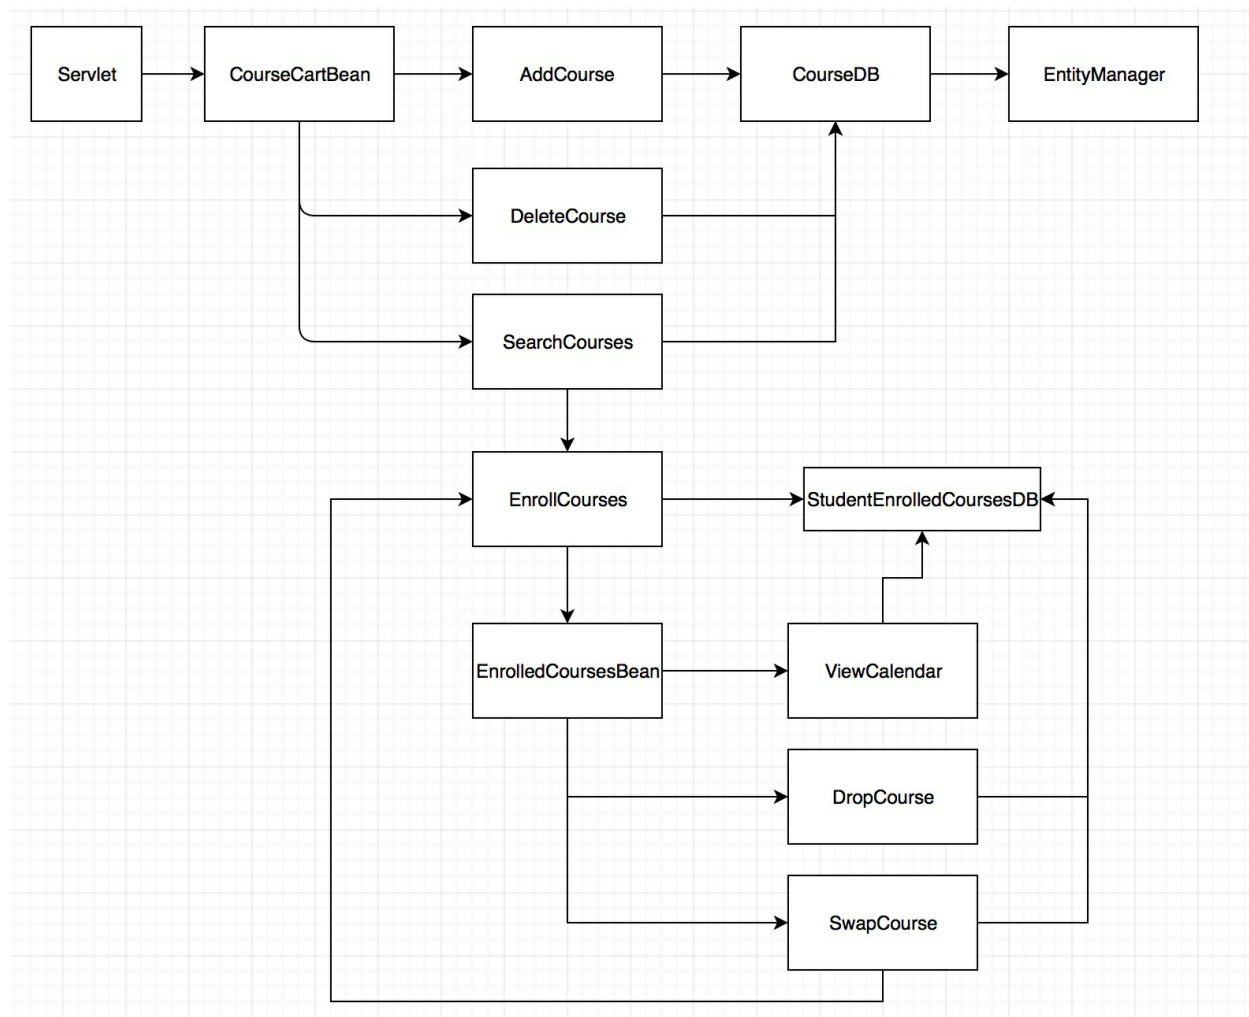 Servlet
CourseCartBean
AddCourse
CourseDB
EntityManager
DeleteCourse
SearchCourses
EnrollCourses
StudentEnrolledCoursesDB
EnrolledCoursesBean
ViewCalendar
DropCourse
SwapCourse